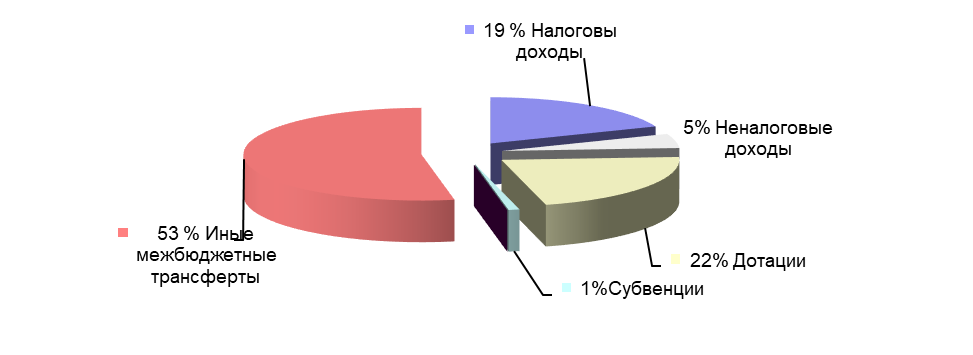 19 % Налоговы
доходы
5% Неналоговые
доходы
53 % Иные
межбюджетные
трансферты
22% Дотации
1%Субвенции